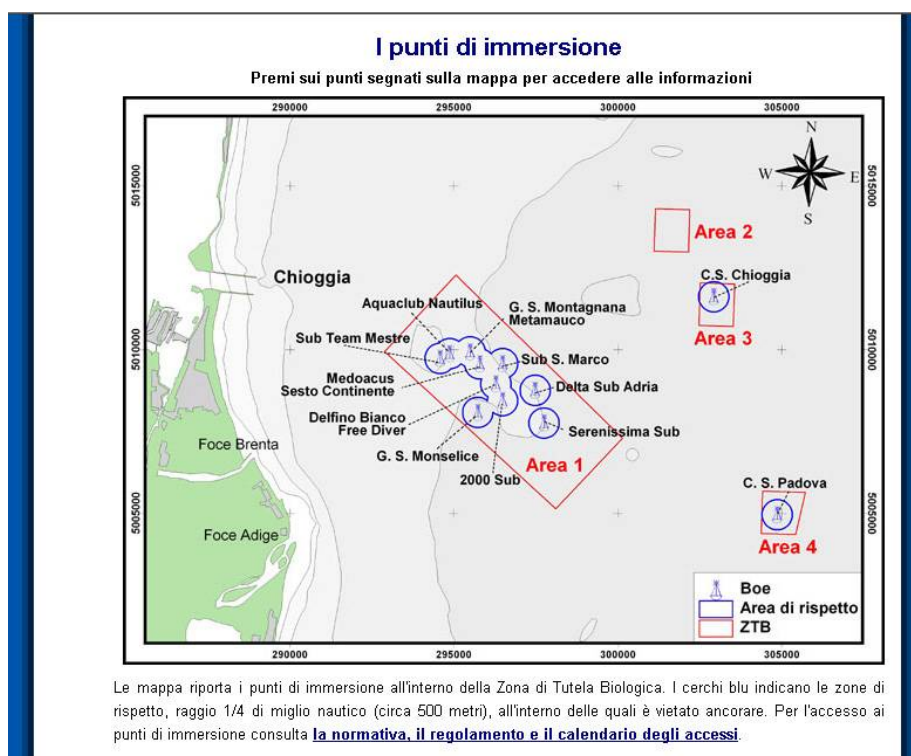 I punti di immersione
Premi sui punti segnati sulla mappa per accedere alle informazioni
290000 295000 300000 305000
N
W E
S
5015000 5015000
Area 2
Chioggia
C.S. Chioggia
Aquaclub Nautilus
G. S. Montagnana
Metamauco
Sub Team Mestre
5010000 5010000
Area 3
Sub S. Marco
Medoacus
Sesto Continente
Delta Sub Adria
Delfino Bianco
Free Diver
Serenissima Sub
Foce Brenta
G. S. Monselice
Area 1
2000 Sub
C. S. Padova
5005000 5005000
Foce Adige
Area 4
Boe
Area di rispetto
ZTB
290000 295000 300000 305000
Le mappa riporta i punti di immersione all'interno della Zona di Tutela Biologica. I cerchi blu indicano le zone di
rispetto, raggio 1/4 di miglio nautico (circa 500 metri), all'interno delle quali è vietato ancorare. Per l'accesso ai
punti di immersione consulta la normativa, il regolamento e il calendario degli accessi.